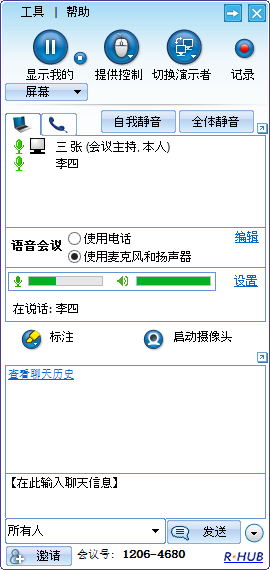 工具 | 帮助
显示我的 提供控制 切换演示者 记录
屏幕
自我静音 全体静音
三 张 (会议主持, 本人)
李四
语音会议 使用电话 编辑
使用麦克风和扬声器
设置
在说话: 李四
标注 启动摄像头
查看聊天历史
【在此输入聊天信息】
所有人 发送
邀请 会议号: 1206-4680 R·HUB